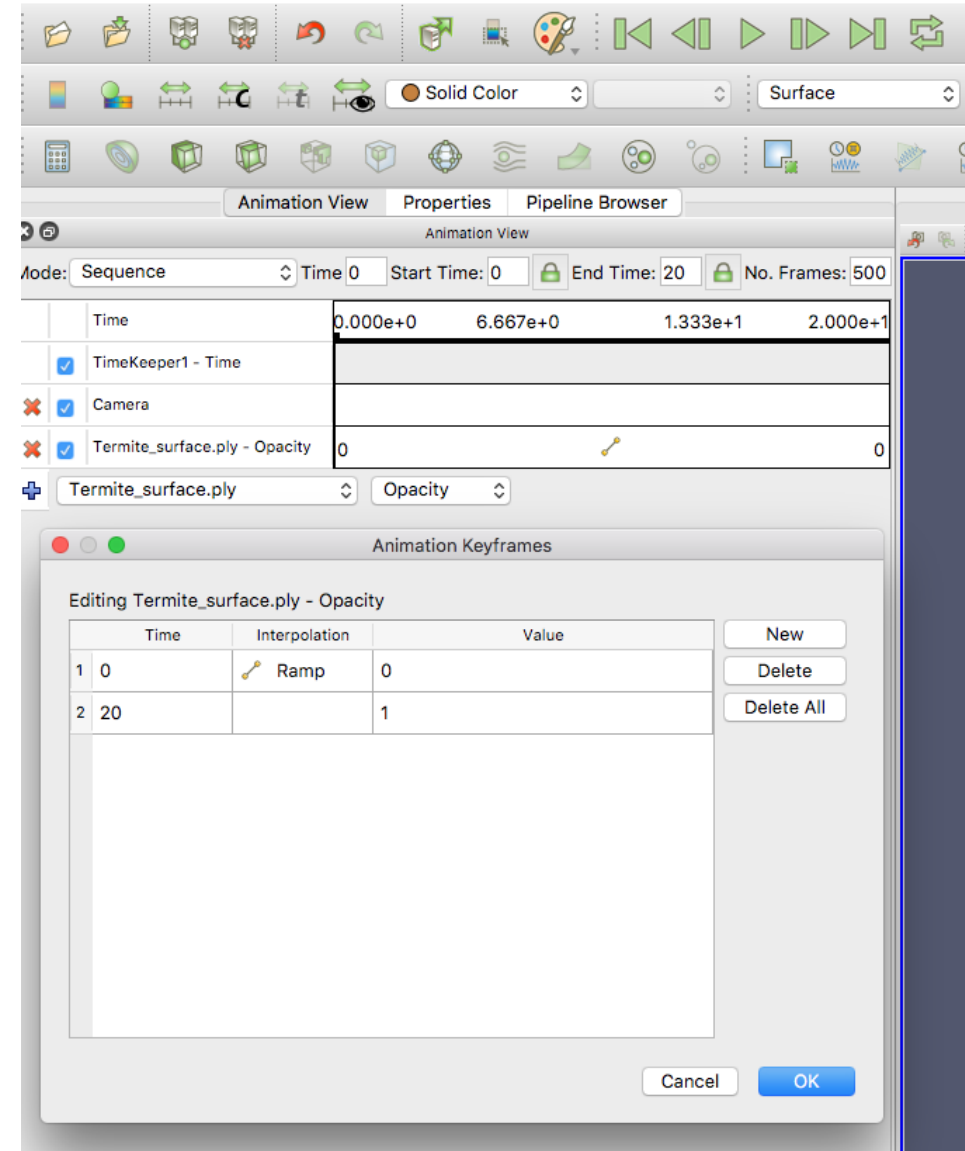 Solid Color Surface
Animation View Properties Pipeline Browser
Animation View
Mode: Sequence Time 0 Start Time: 0 End Time: 20 No. Frames: 500
Time 0.000e+0 6.667e+0 1.333e+1 2.000e+1
TimeKeeper1 - Time
Camera
Termite_surface.ply - Opacity 0 0
Termite_surface.ply Opacity
Animation Keyframes
Editing Termite_surface.ply - Opacity
Time Interpolation Value New
1 0 Ramp 0 Delete
2 20 1 Delete All
Cancel OK